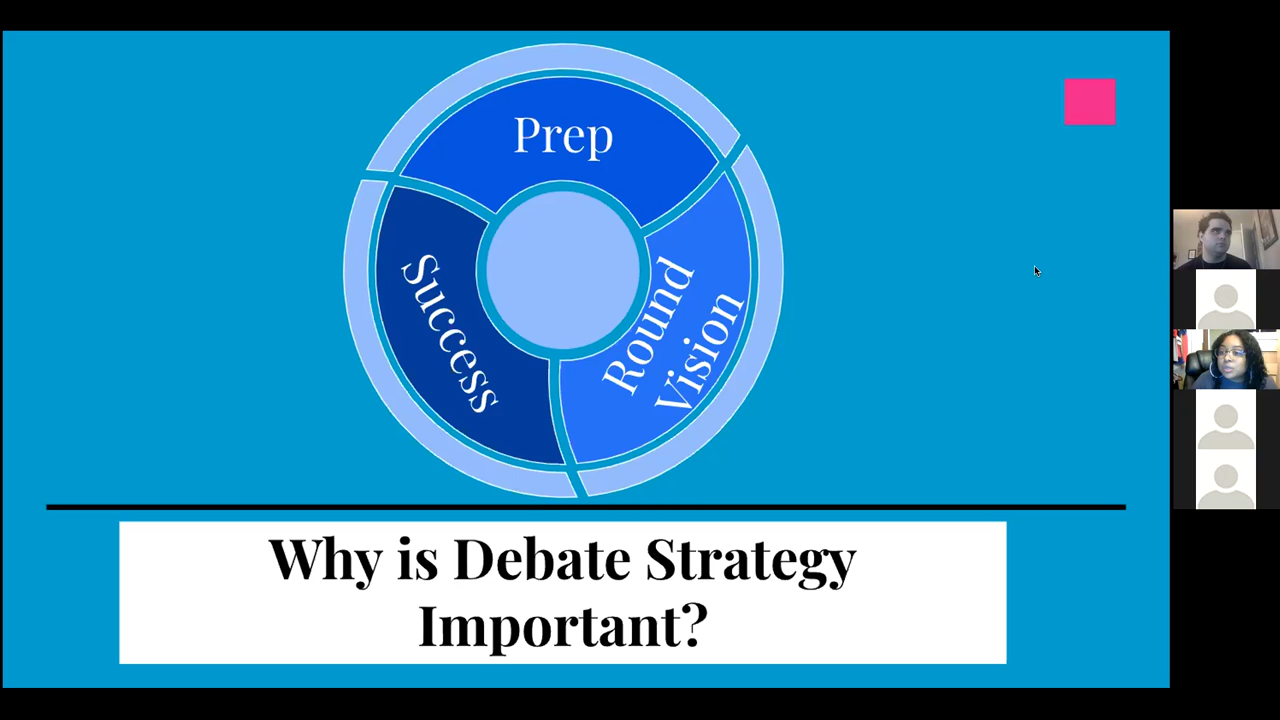 Prep
Success
Round
Vision
Why is Debate Strategy
Important?